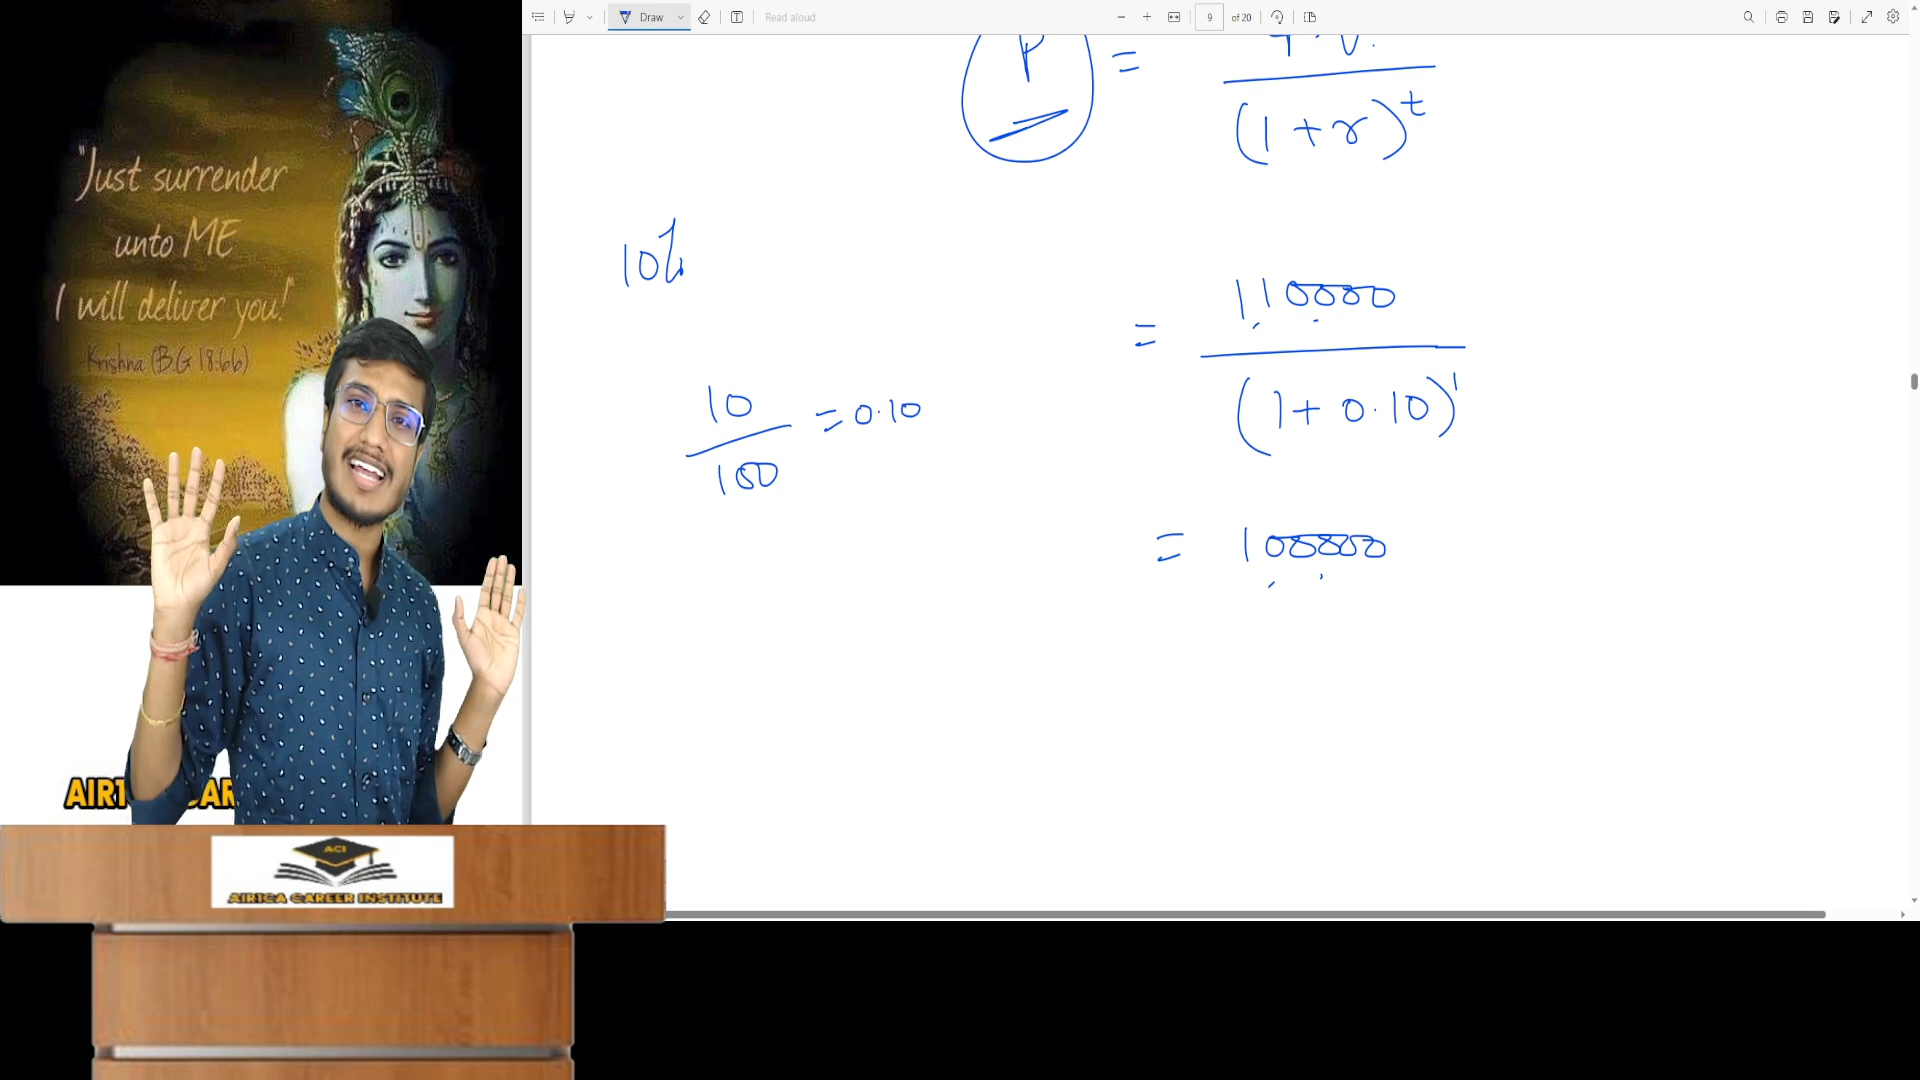 "Just surrender
unto ME
I will deliver you!"
Krishna (B.G 18:66)
ACI
AIR1CA CAREER INSTITUTE
Draw
Read aloud
9 of 20
P =
(1 + r)^t
10%
10
100
= 0.10
= 1,10,000
(1 + 0.10)^1
= 1,00,000